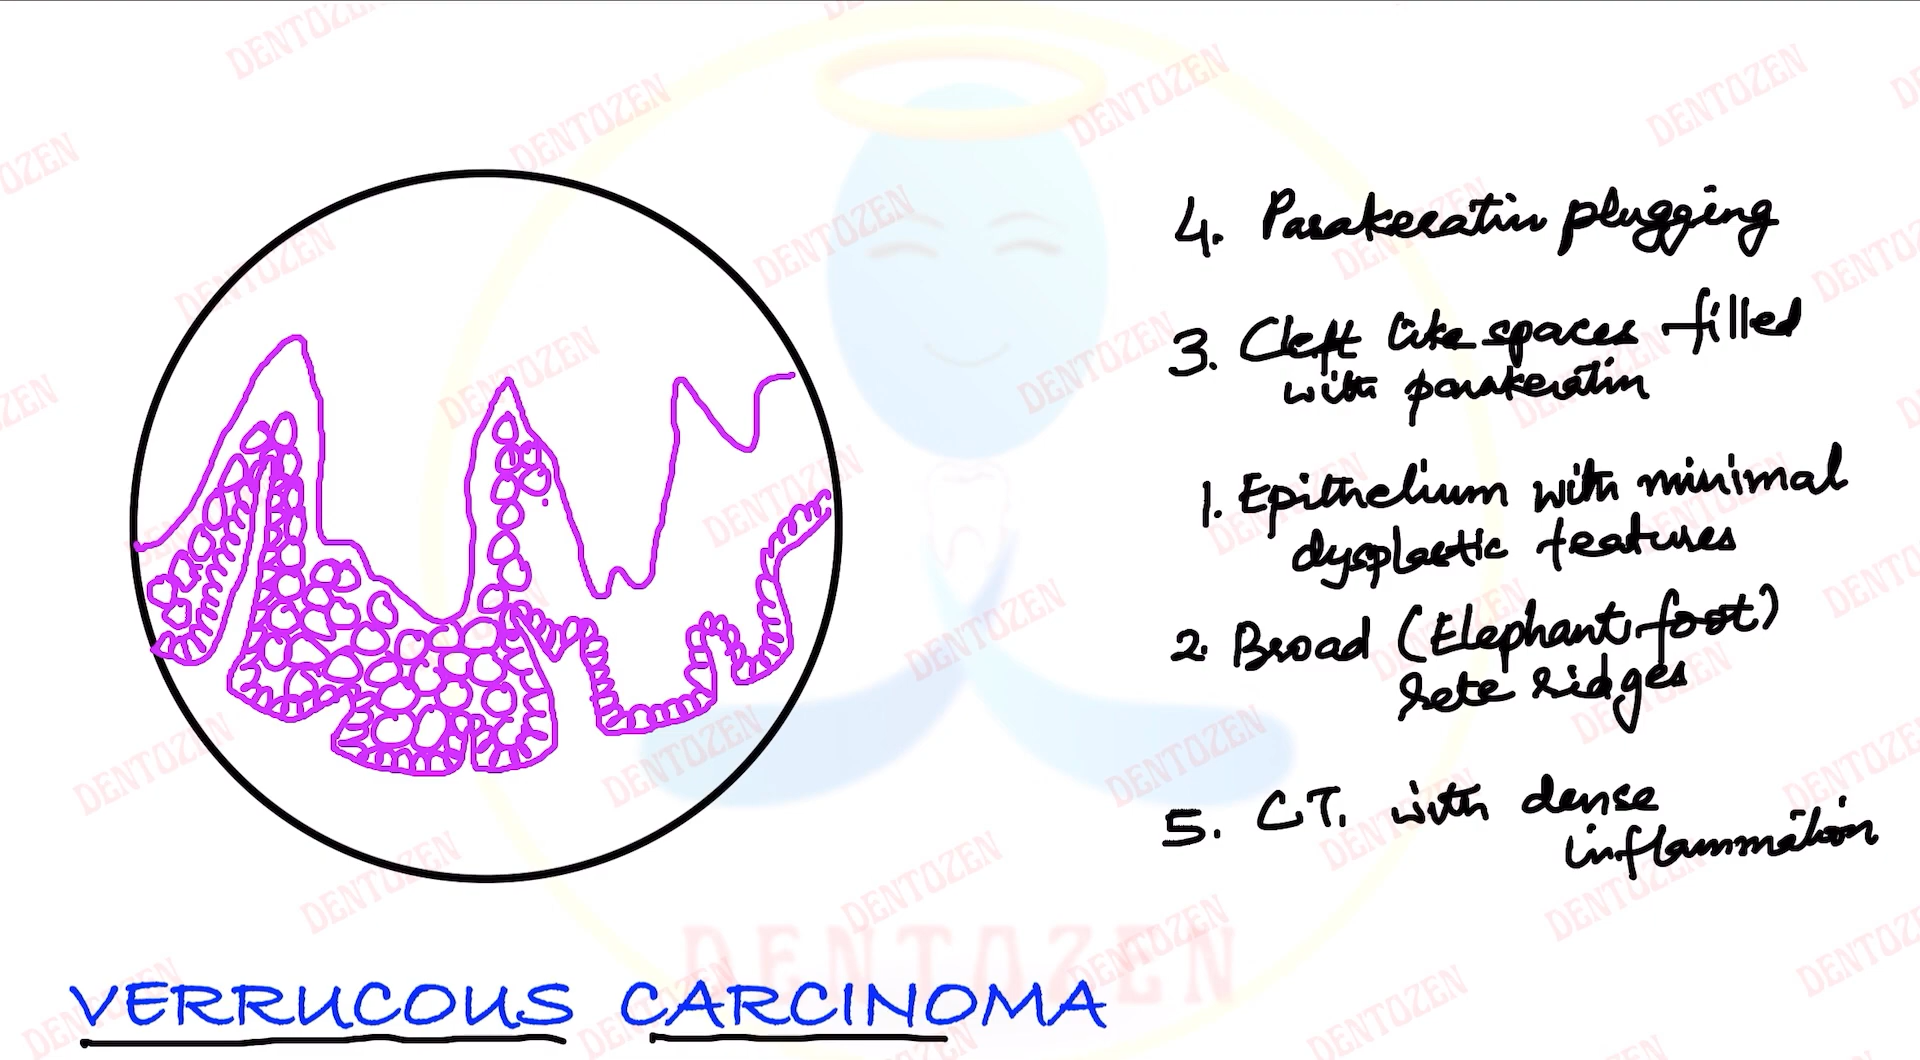 4. Parakeratin plugging
3. Cleft like spaces filled
with parakeratin
1. Epithelium with minimal
dysplastic features
2. Broad (Elephant foot)
rete ridges
5. C.T. with dense
inflammation
VERRUCOUS CARCINOMA
DENTOZEN